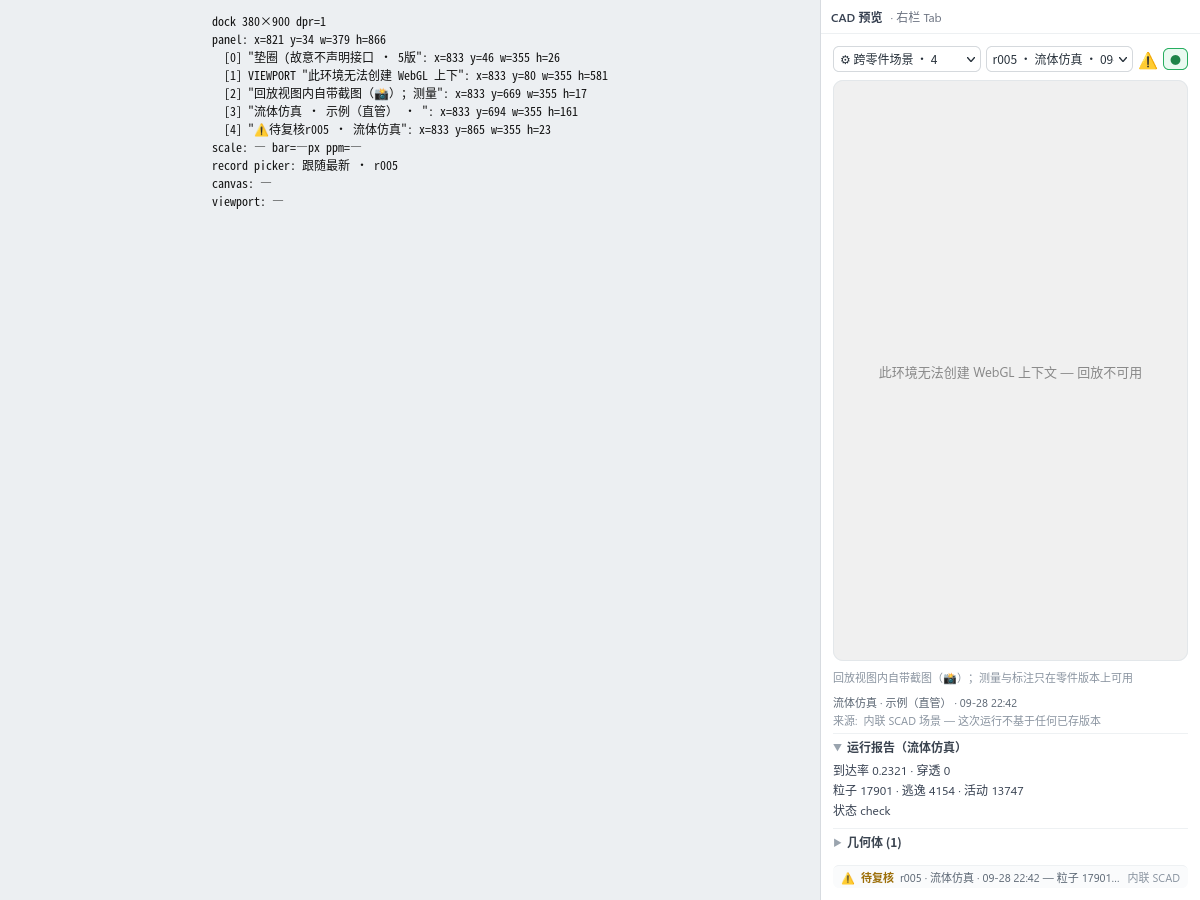 dock 380×900 dpr=1
panel: x=821 y=34 w=379 h=866
[0] "垫圈（故意不声明接口 · 5版": x=833 y=46 w=355 h=26
[1] VIEWPORT "此环境无法创建 WebGL 上下": x=833 y=80 w=355 h=581
[2] "回放视图内自带截图（📸）；测量": x=833 y=669 w=355 h=17
[3] "流体仿真 · 示例（直管） · ": x=833 y=694 w=355 h=161
[4] "⚠️待复核r005 · 流体仿真": x=833 y=865 w=355 h=23
scale: — bar=—px ppm=—
record picker: 跟随最新 · r005
canvas: —
viewport: —
CAD 预览 · 右栏 Tab
⚙ 跨零件场景 · 4 r005 · 流体仿真 · 09 ⚠️
此环境无法创建 WebGL 上下文 — 回放不可用
回放视图内自带截图（📸）；测量与标注只在零件版本上可用
流体仿真 · 示例（直管） · 09-28 22:42
来源: 内联 SCAD 场景 — 这次运行不基于任何已存版本
▼ 运行报告（流体仿真）
到达率 0.2321 · 穿透 0
粒子 17901 · 逃逸 4154 · 活动 13747
状态 check
▶ 几何体 (1)
⚠️ 待复核 r005 · 流体仿真 · 09-28 22:42 — 粒子 17901... 内联 SCAD